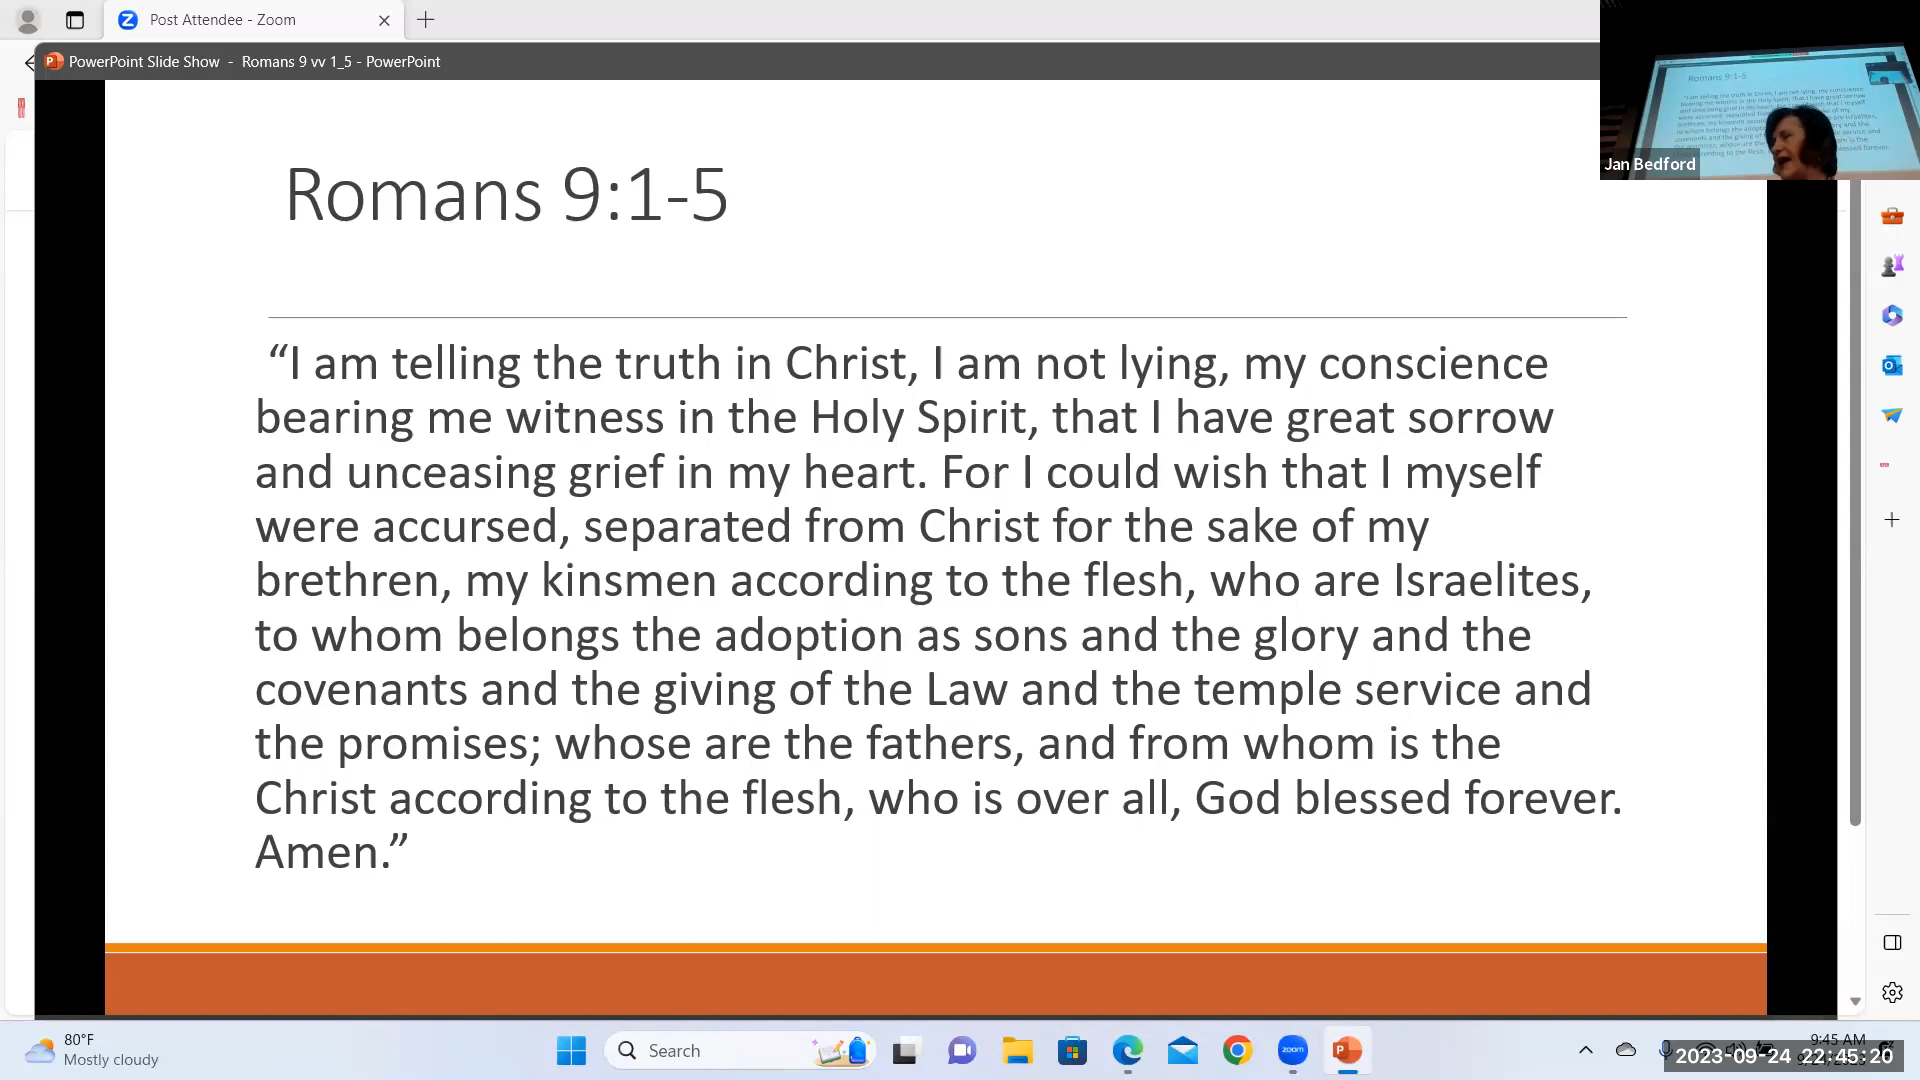 Post Attendee - Zoom
PowerPoint Slide Show - Romans 9 vv 1_5 - PowerPoint
Romans 9:1-5
Jan Bedford
Romans 9:1-5
“I am telling the truth in Christ, I am not lying, my conscience
bearing me witness in the Holy Spirit, that I have great sorrow
and unceasing grief in my heart. For I could wish that I myself
were accursed, separated from Christ for the sake of my
brethren, my kinsmen according to the flesh, who are Israelites,
to whom belongs the adoption as sons and the glory and the
covenants and the giving of the Law and the temple service and
the promises; whose are the fathers, and from whom is the
Christ according to the flesh, who is over all, God blessed forever.
Amen.”
80°F
Mostly cloudy
Search
zoom
9:45 AM
2023-09-24 22:45:20